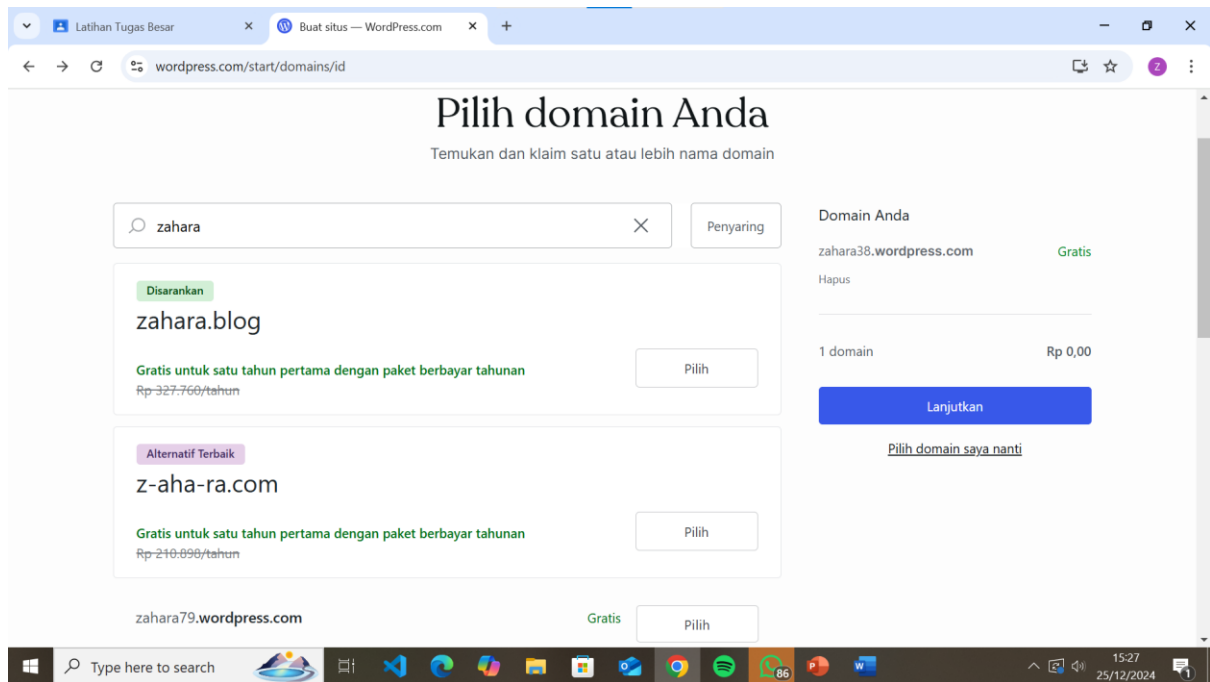 Latihan Tugas Besar
Buat situs — WordPress.com
wordpress.com/start/domains/id
Z
Pilih domain Anda
Temukan dan klaim satu atau lebih nama domain
zahara
Penyaring
Disarankan
zahara.blog
Gratis untuk satu tahun pertama dengan paket berbayar tahunan
Rp 327.760/tahun
Pilih
Alternatif Terbaik
z-aha-ra.com
Gratis untuk satu tahun pertama dengan paket berbayar tahunan
Rp 210.898/tahun
Pilih
zahara79.wordpress.com Gratis Pilih
Domain Anda
zahara38.wordpress.com Gratis
Hapus
1 domain Rp 0,00
Lanjutkan
Pilih domain saya nanti
Type here to search
86
15:27
25/12/2024
1